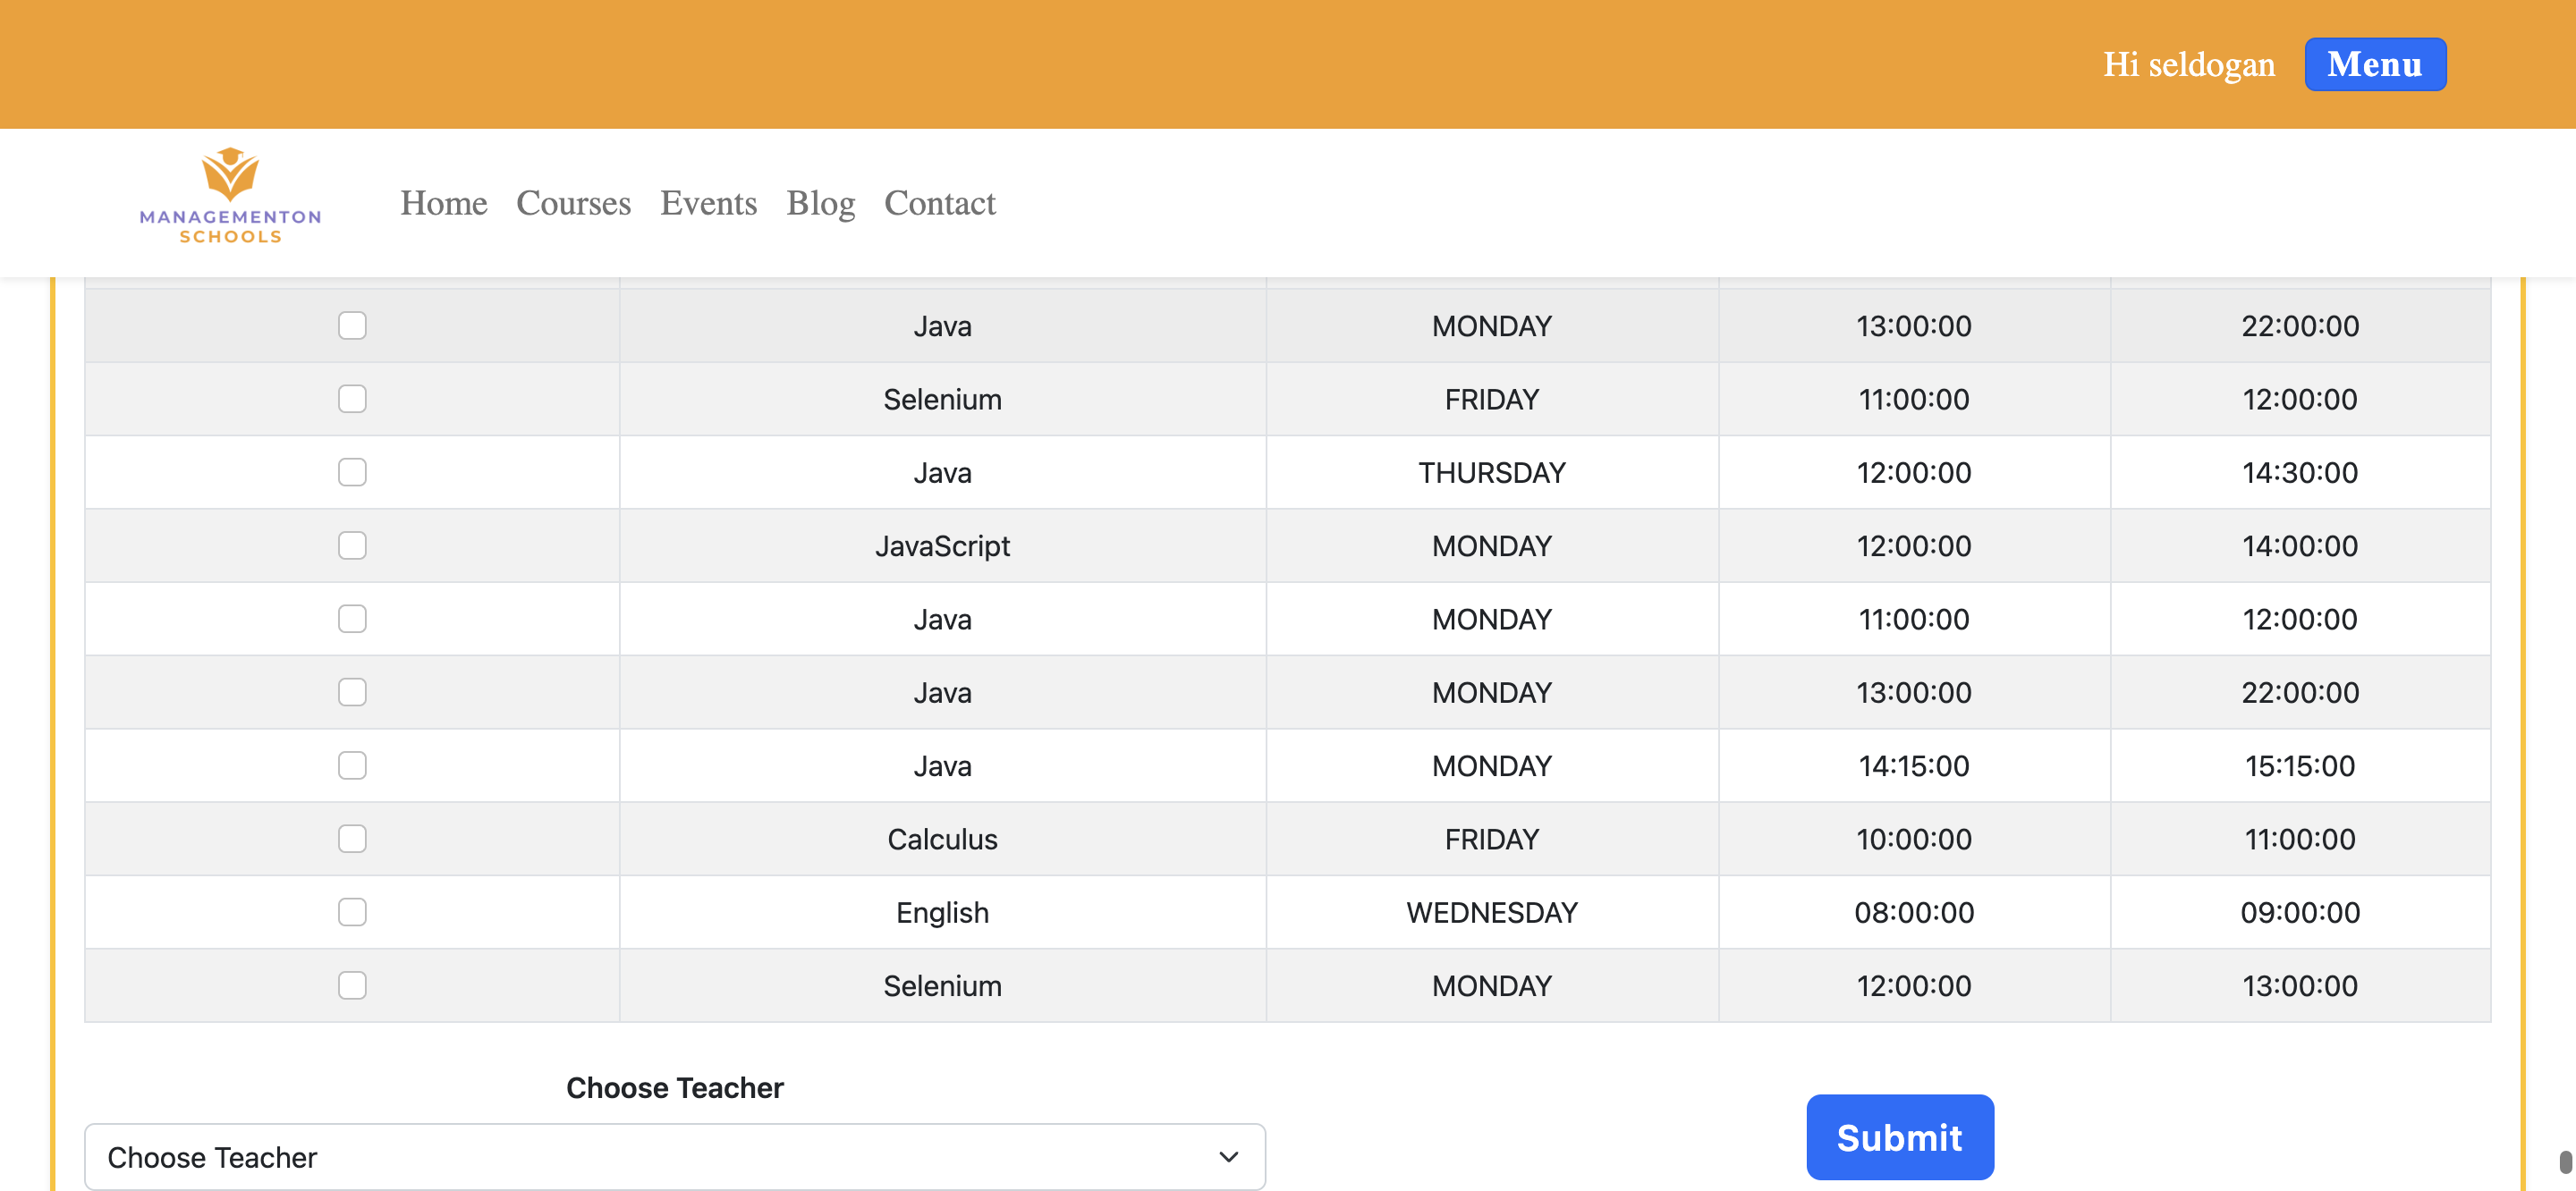 Hi seldogan Menu
MANAGEMENTON
SCHOOLS
Home Courses Events Blog Contact
Java MONDAY 13:00:00 22:00:00
Selenium FRIDAY 11:00:00 12:00:00
Java THURSDAY 12:00:00 14:30:00
JavaScript MONDAY 12:00:00 14:00:00
Java MONDAY 11:00:00 12:00:00
Java MONDAY 13:00:00 22:00:00
Java MONDAY 14:15:00 15:15:00
Calculus FRIDAY 10:00:00 11:00:00
English WEDNESDAY 08:00:00 09:00:00
Selenium MONDAY 12:00:00 13:00:00
Choose Teacher
Choose Teacher
Submit